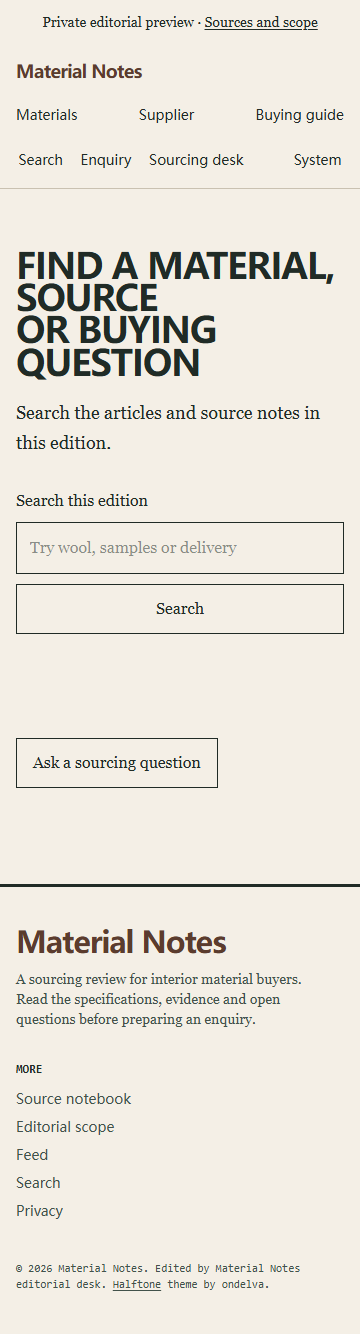 Private editorial preview · Sources and scope
Material Notes
Materials Supplier Buying guide
Search Enquiry Sourcing desk System
FIND A MATERIAL,
SOURCE
OR BUYING
QUESTION
Search the articles and source notes in
this edition.
Search this edition
Try wool, samples or delivery
Search
Ask a sourcing question
Material Notes
A sourcing review for interior material buyers.
Read the specifications, evidence and open
questions before preparing an enquiry.
MORE
Source notebook
Editorial scope
Feed
Search
Privacy
© 2026 Material Notes. Edited by Material Notes
editorial desk. Halftone theme by ondelva.